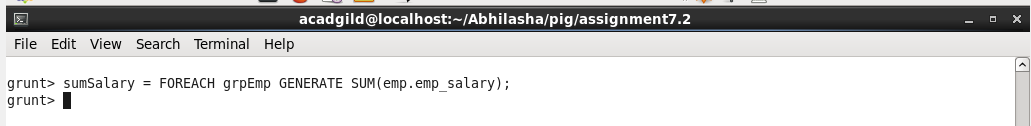 acadgild@localhost:~/Abhilasha/pig/assignment7.2
File Edit View Search Terminal Help
grunt> sumSalary = FOREACH grpEmp GENERATE SUM(emp.emp_salary);
grunt>